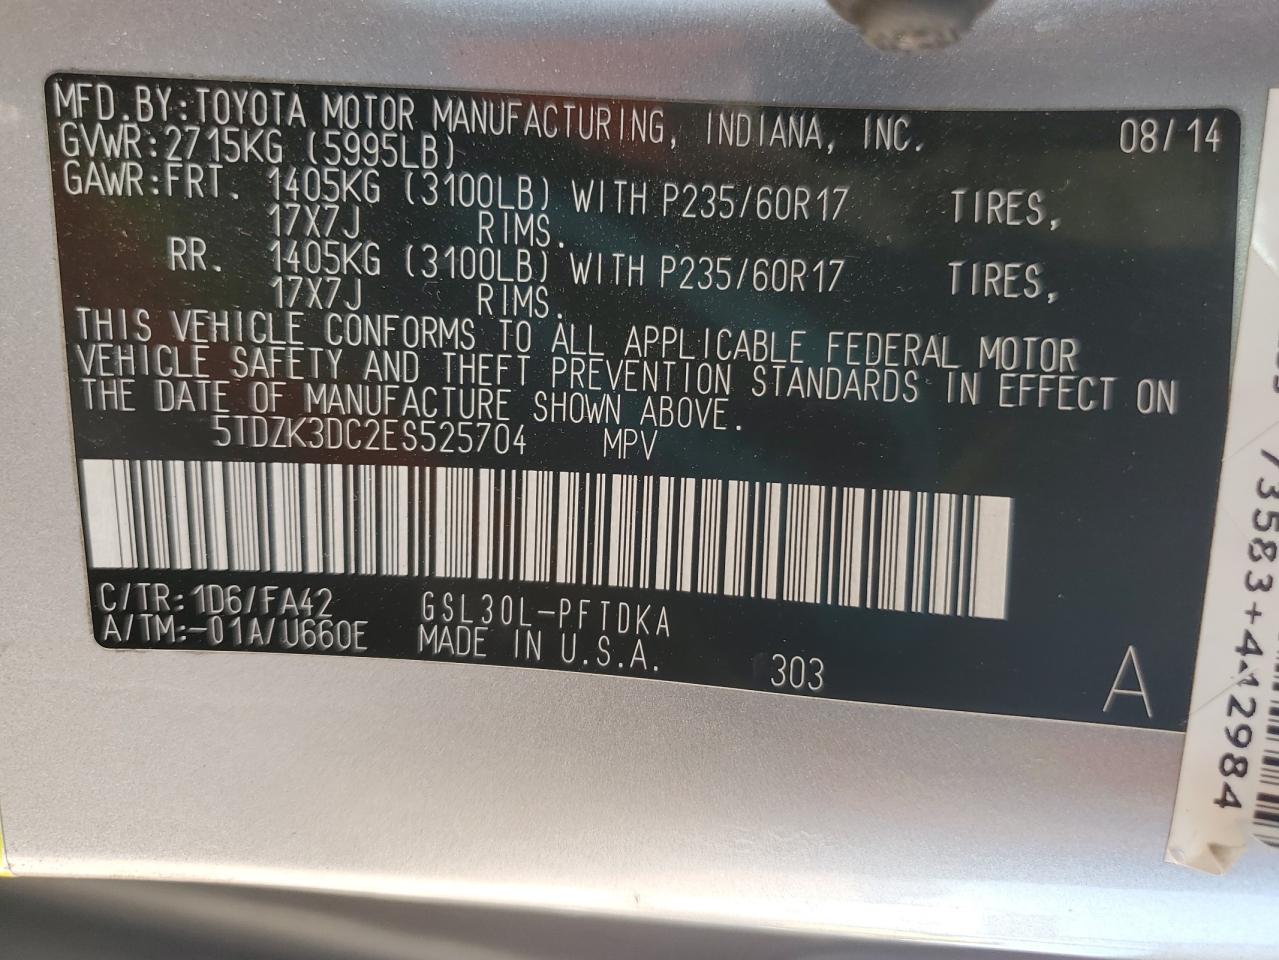 MFD.BY:TOYOTA MOTOR MANUFACTURING, INDIANA, INC. 08/14
GVWR:2715KG (5995LB)
GAWR:FRT. 1405KG (3100LB) WITH P235/60R17 TIRES,
17X7J RIMS.
RR. 1405KG (3100LB) WITH P235/60R17 TIRES,
17X7J RIMS.
THIS VEHICLE CONFORMS TO ALL APPLICABLE FEDERAL MOTOR
VEHICLE SAFETY AND THEFT PREVENTION STANDARDS IN EFFECT ON
THE DATE OF MANUFACTURE SHOWN ABOVE.
5TDZK3DC2ES525704 MPV
C/TR:1D6/FA42 GSL30L-PFTDKA
A/TM:-01A/U660E MADE IN U.S.A. 303
A
73583+412984